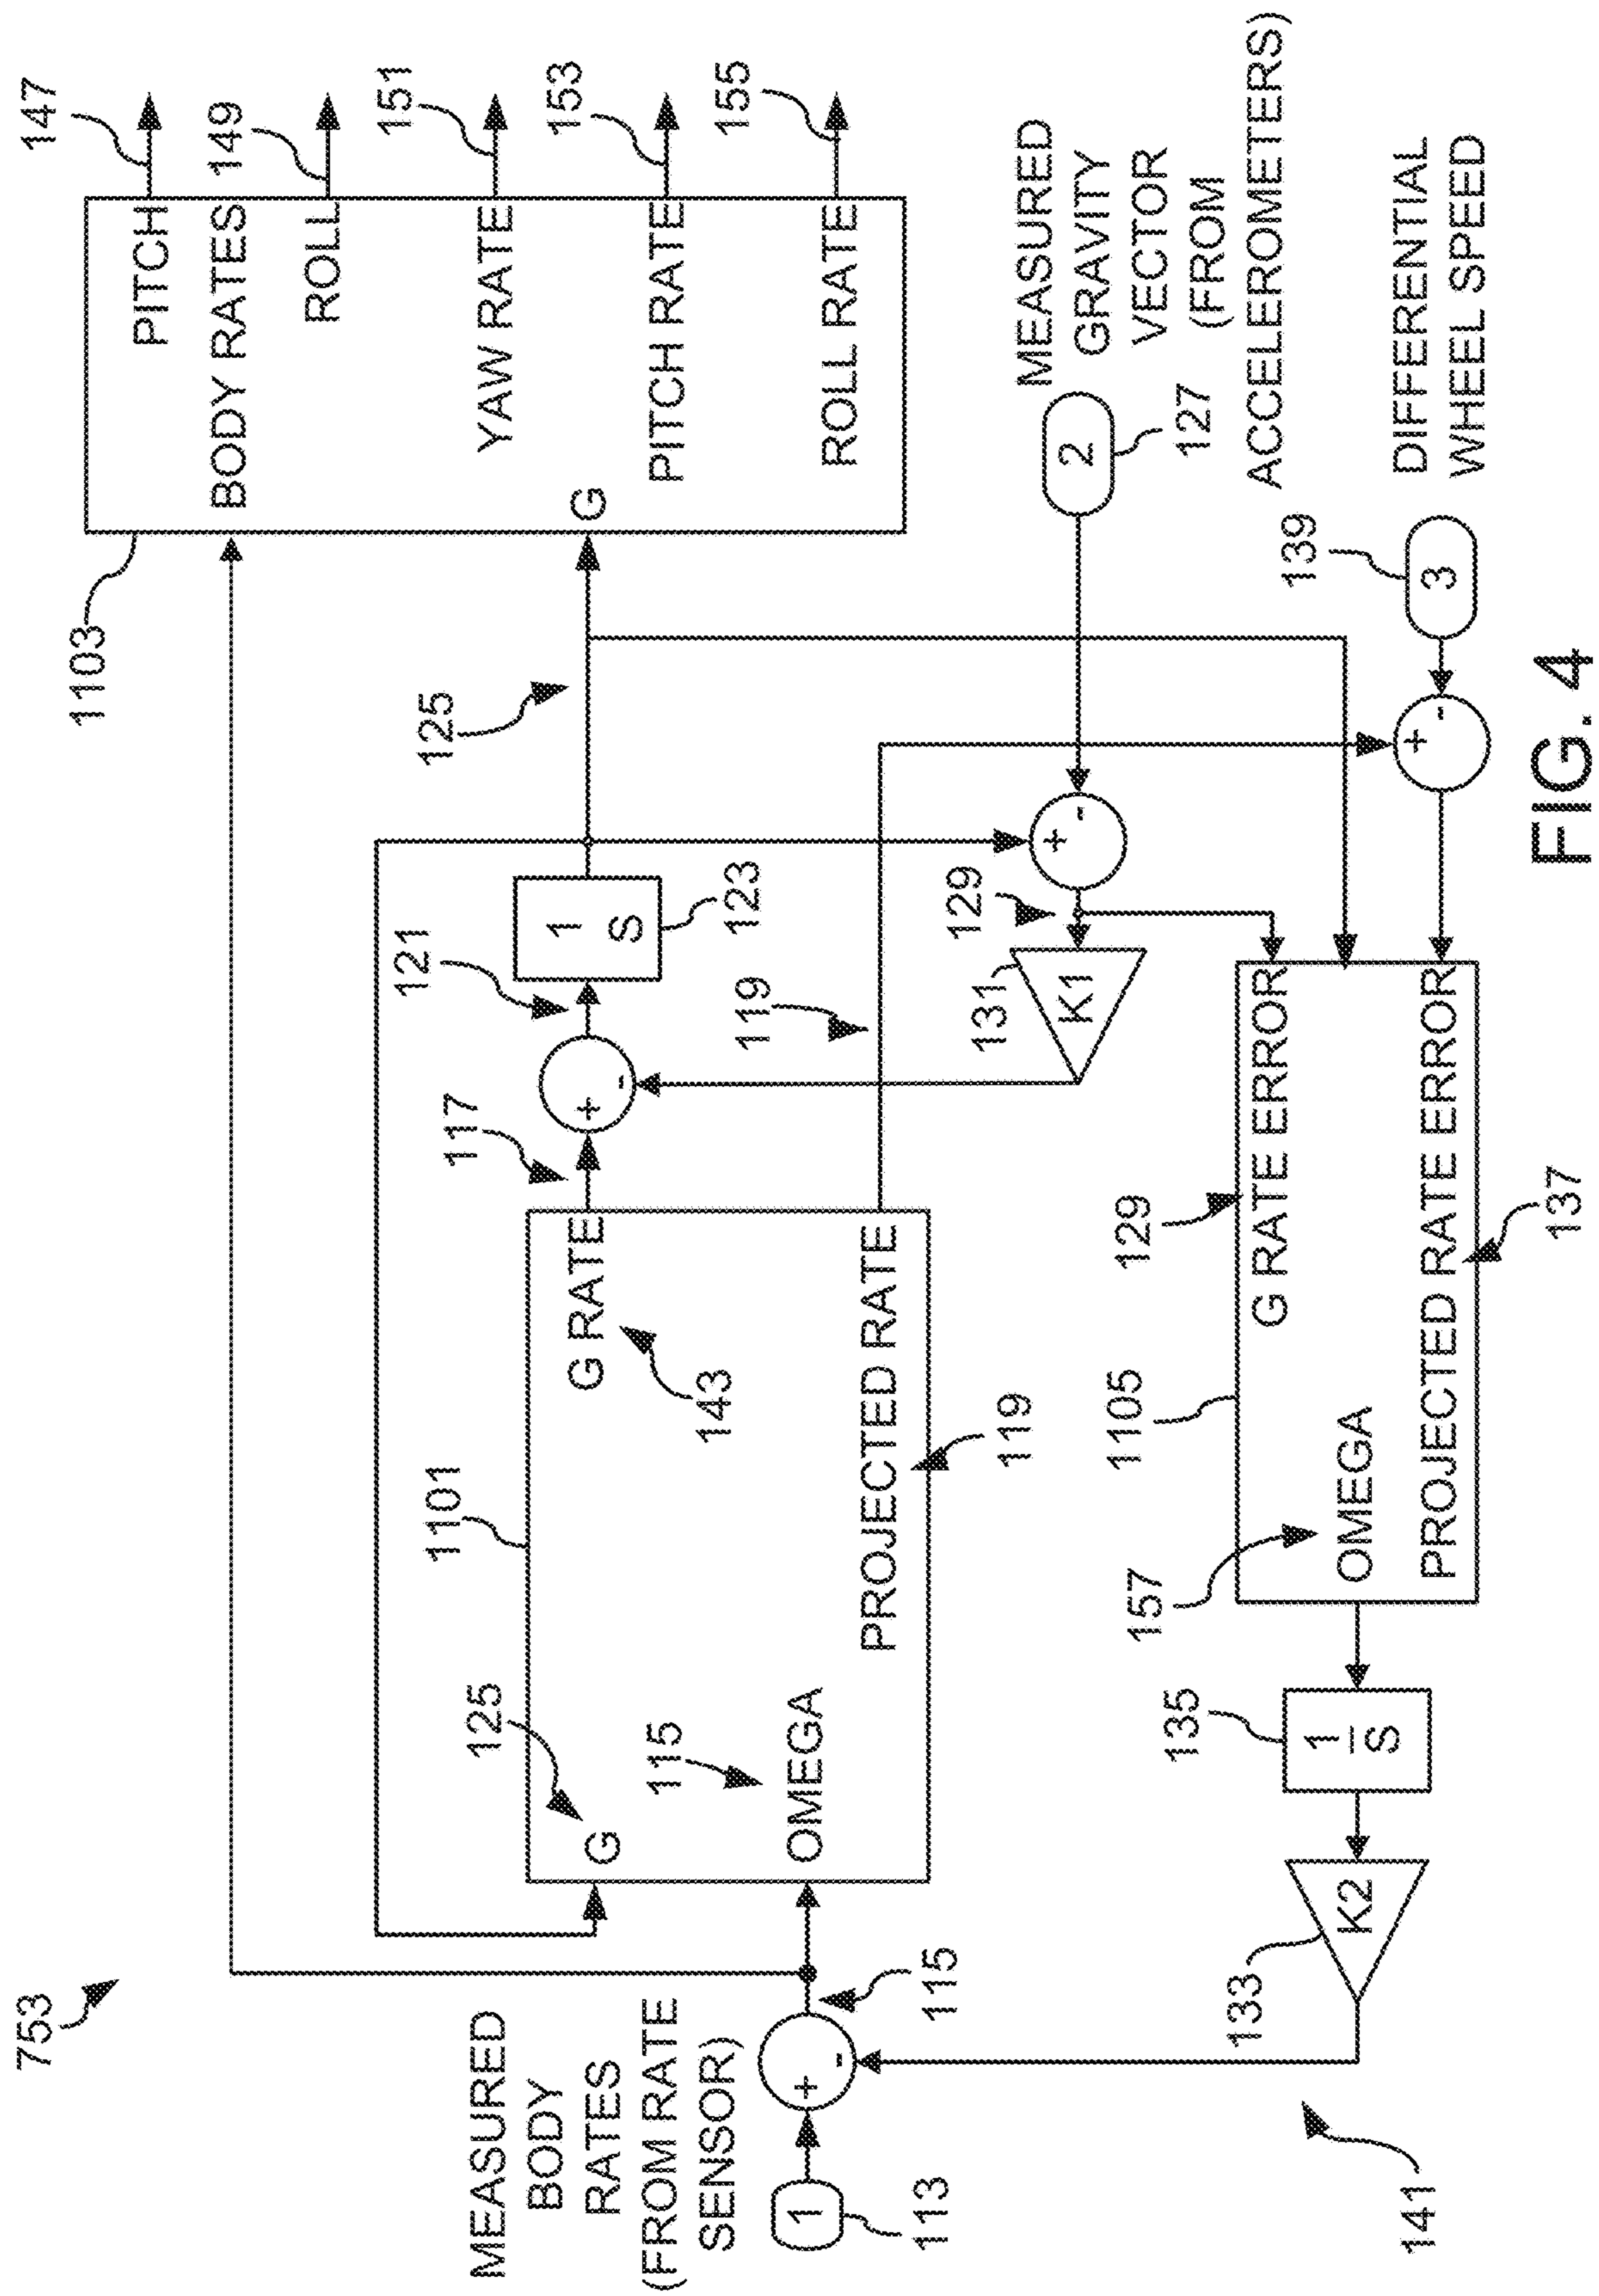 753
1103
PITCH
147
BODY RATES
149
ROLL
151
YAW RATE
G
153
PITCH RATE
155
ROLL RATE
125
1101
125
G
115
OMEGA
G RATE
143
PROJECTED RATE
119
117
+
-
121
1
S
123
119
MEASURED
BODY
RATES
(FROM RATE
SENSOR)
1
113
+
-
115
MEASURED
GRAVITY
VECTOR
(FROM
ACCELEROMETERS)
2
127
+
-
129
131
K1
DIFFERENTIAL
WHEEL SPEED
139
3
+
-
1105
129
G RATE ERROR
157
OMEGA
PROJECTED RATE ERROR
137
135
1
S
133
K2
141
FIG. 4